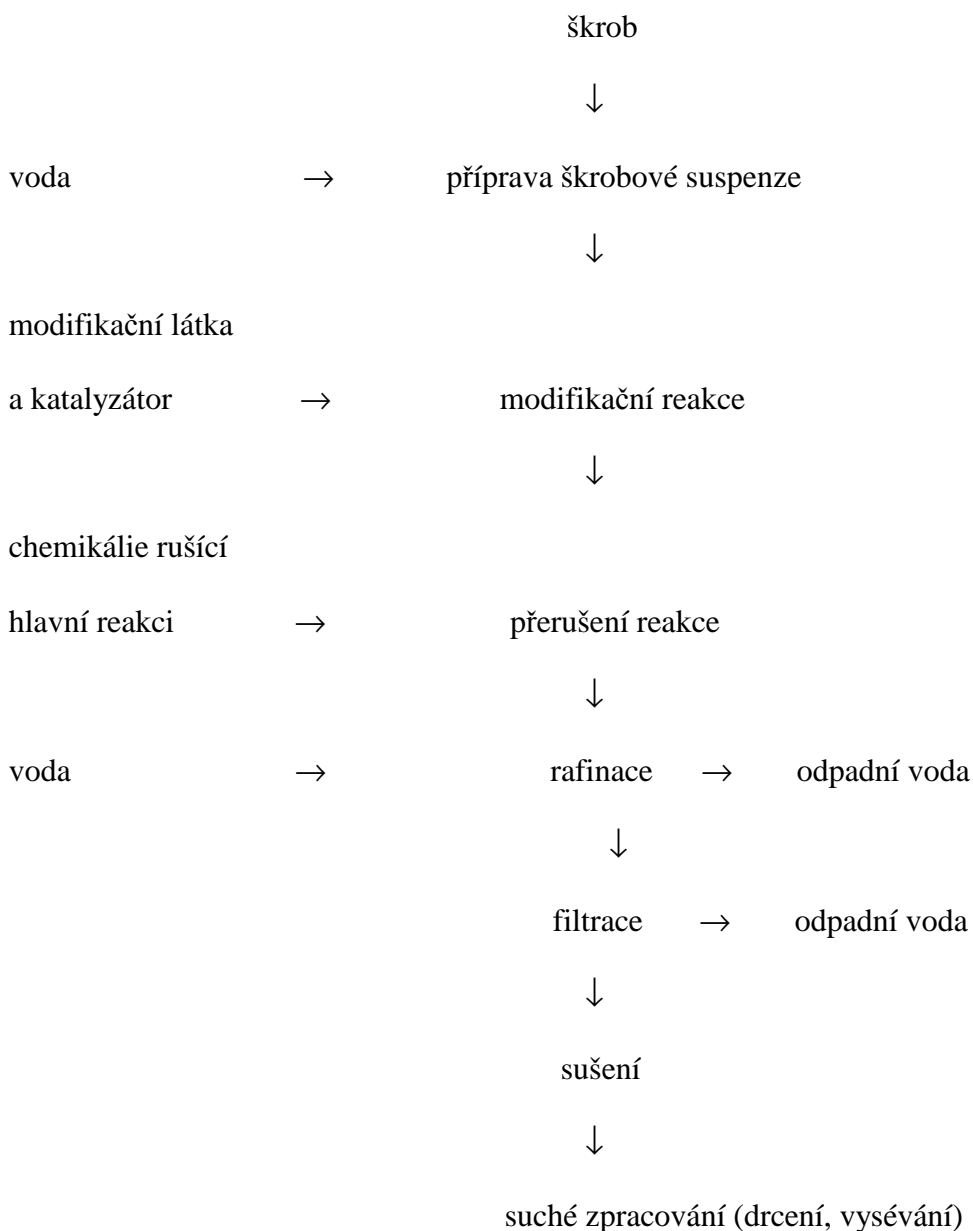 škrob
↓
voda → příprava škrobové suspenze
↓
modifikační látka
a katalyzátor → modifikační reakce
↓
chemikálie rušící
hlavní reakci → přerušení reakce
↓
voda → rafinace → odpadní voda
↓
filtrace → odpadní voda
↓
sušení
↓
suché zpracování (drcení, vysévání)